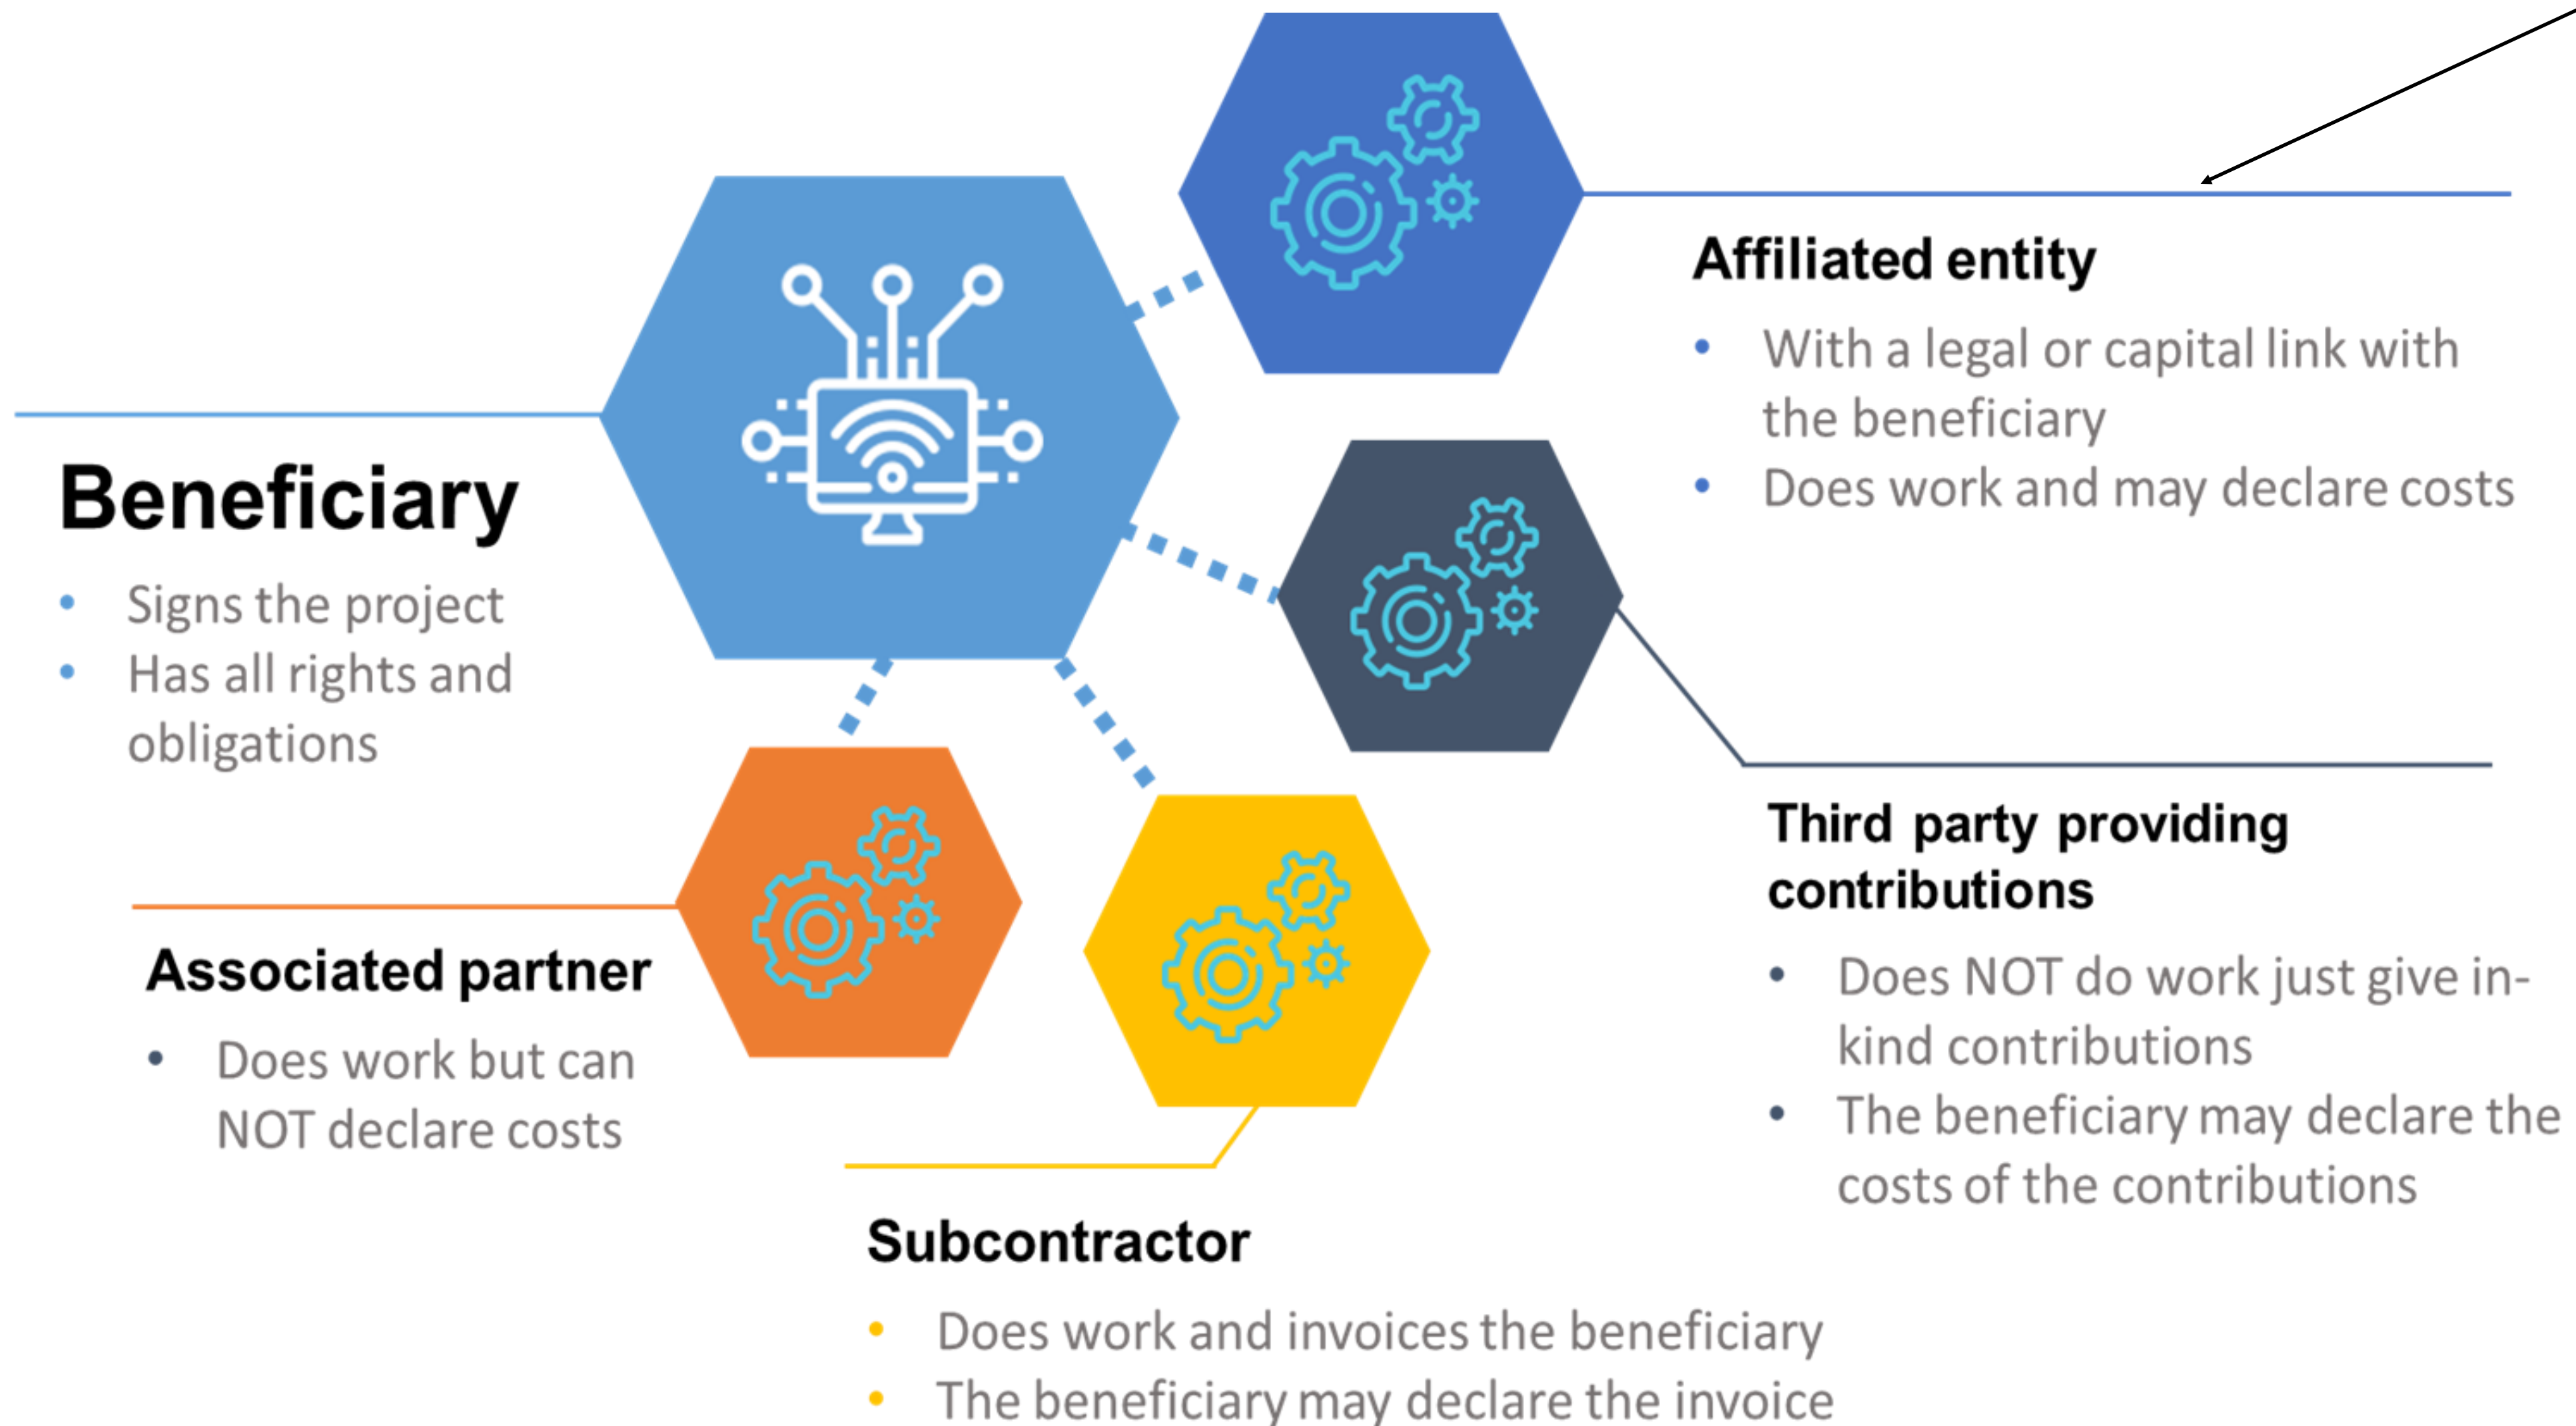 Beneficiary
• Signs the project
• Has all rights and
obligations
Affiliated entity
• With a legal or capital link with
the beneficiary
• Does work and may declare costs
Third party providing
contributions
• Does NOT do work just give in-
kind contributions
• The beneficiary may declare the
costs of the contributions
Associated partner
• Does work but can
NOT declare costs
Subcontractor
• Does work and invoices the beneficiary
• The beneficiary may declare the invoice